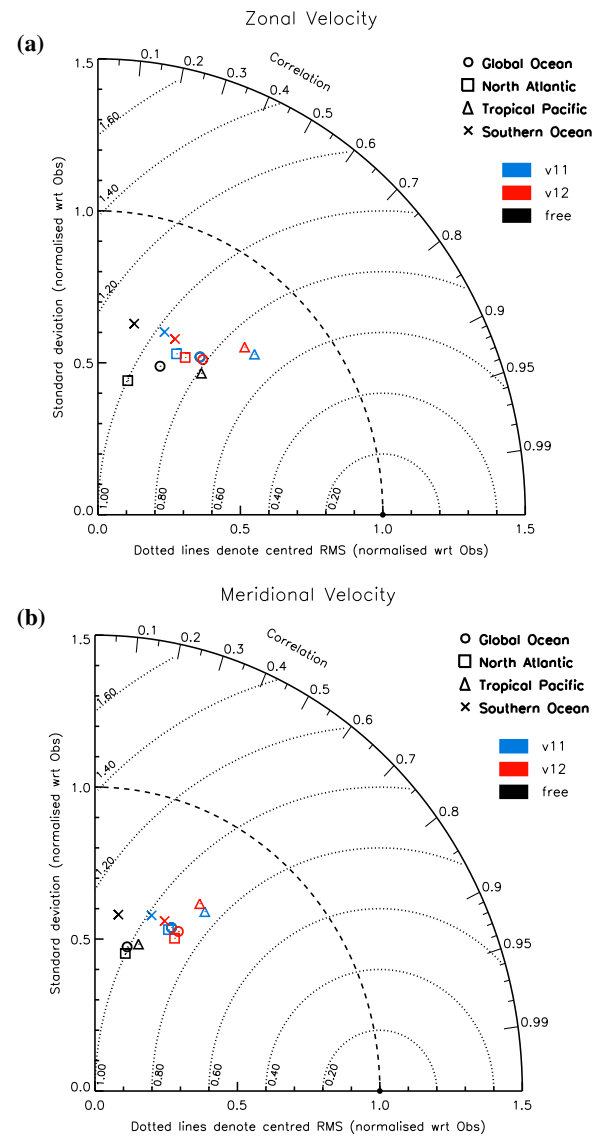 Zonal Velocity
(a)
1.5
1.0
0.5
0.0
Standard deviation (normalised wrt Obs)
0.0 0.5 1.0 1.5
Dotted lines denote centred RMS (normalised wrt Obs)
Correlation
0.1
0.2
0.3
0.4
0.5
0.6
0.7
0.8
0.9
0.95
0.99
1.60
1.40
1.20
1.00 0.80 0.60 0.40 0.20
Global Ocean
North Atlantic
Tropical Pacific
Southern Ocean
v11
v12
free
Meridional Velocity
(b)
1.5
1.0
0.5
0.0
Standard deviation (normalised wrt Obs)
0.0 0.5 1.0 1.5
Dotted lines denote centred RMS (normalised wrt Obs)
Correlation
0.1
0.2
0.3
0.4
0.5
0.6
0.7
0.8
0.9
0.95
0.99
1.60
1.40
1.20
1.00 0.80 0.60 0.40 0.20
Global Ocean
North Atlantic
Tropical Pacific
Southern Ocean
v11
v12
free